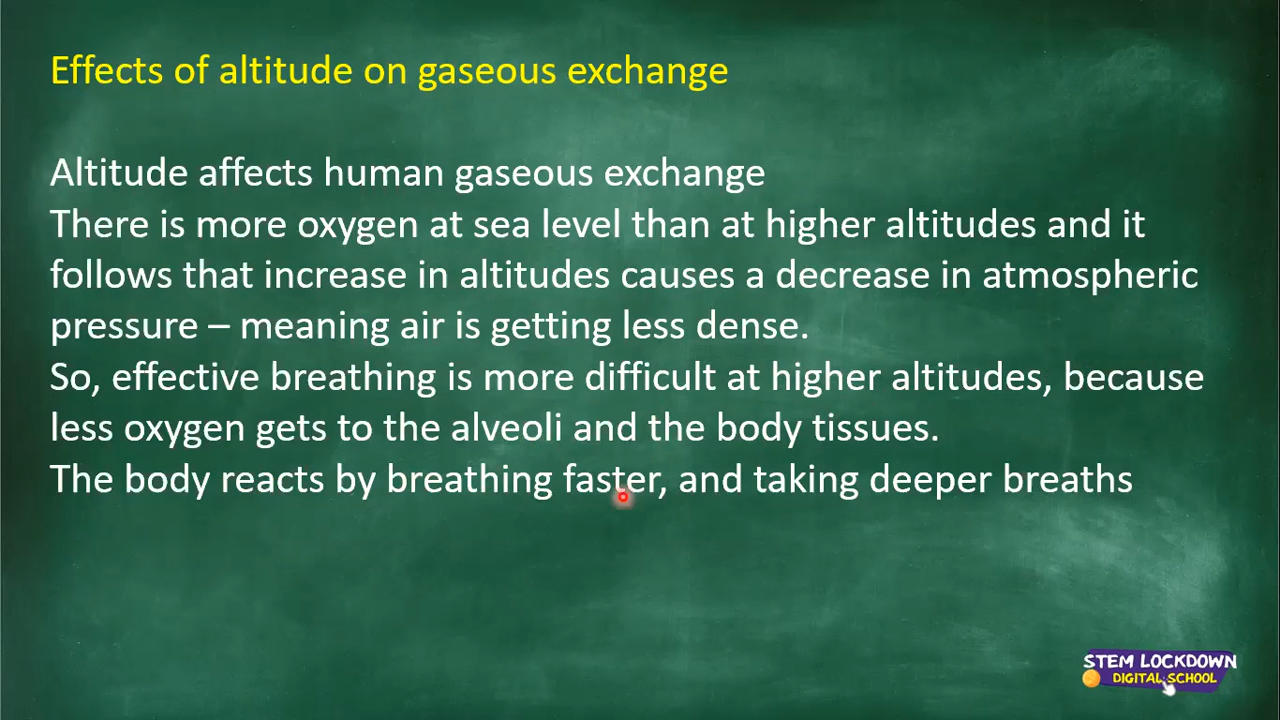 Effects of altitude on gaseous exchange
Altitude affects human gaseous exchange
There is more oxygen at sea level than at higher altitudes and it
follows that increase in altitudes causes a decrease in atmospheric
pressure – meaning air is getting less dense.
So, effective breathing is more difficult at higher altitudes, because
less oxygen gets to the alveoli and the body tissues.
The body reacts by breathing faster, and taking deeper breaths
STEM LOCKDOWN
DIGITAL SCHOOL